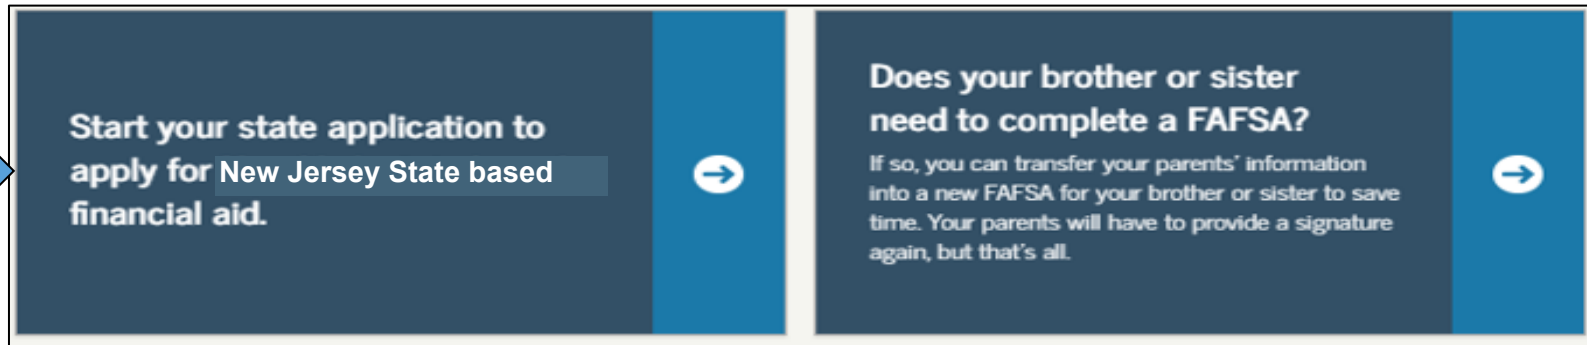 Start your state application to
apply for New Jersey State based
financial aid.
Does your brother or sister
need to complete a FAFSA?
If so, you can transfer your parents' information
into a new FAFSA for your brother or sister to save
time. Your parents will have to provide a signature
again, but that's all.